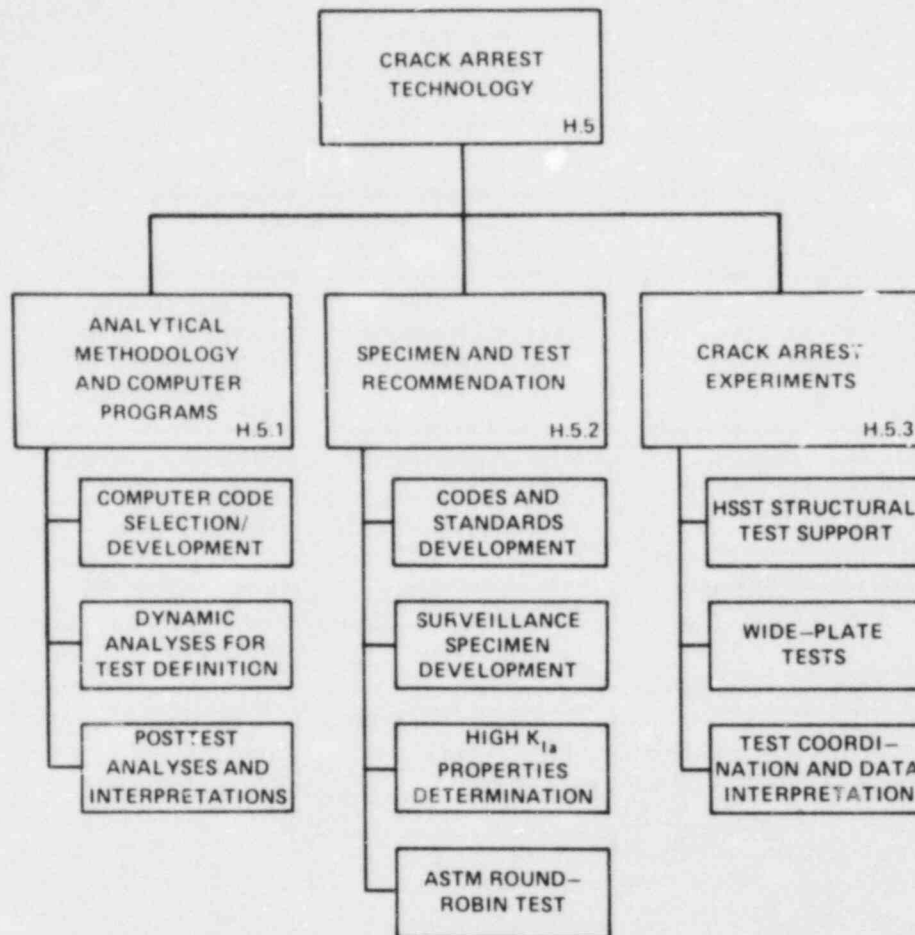 CRACK ARREST
TECHNOLOGY
H.5
ANALYTICAL
METHODOLOGY
AND COMPUTER
PROGRAMS
H.5.1
COMPUTER CODE
SELECTION/
DEVELOPMENT
DYNAMIC
ANALYSES FOR
TEST DEFINITION
POSTTEST
ANALYSES AND
INTERPRETATIONS
SPECIMEN AND TEST
RECOMMENDATION
H.5.2
CODES AND
STANDARDS
DEVELOPMENT
SURVEILLANCE
SPECIMEN
DEVELOPMENT
HIGH K_Ia
PROPERTIES
DETERMINATION
ASTM ROUND–
ROBIN TEST
CRACK ARREST
EXPERIMENTS
H.5.3
HSST STRUCTURAL
TEST SUPPORT
WIDE–PLATE
TESTS
TEST COORDI–
NATION AND DATA
INTERPRETATION